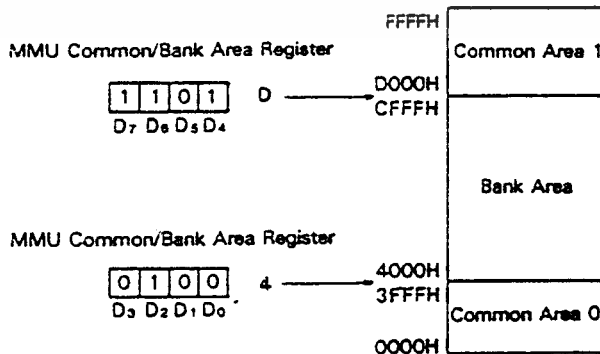 FFFFH
MMU Common/Bank Area Register
Common Area 1
1 1 0 1 D
D000H
D7 D6 D5 D4
CFFFH
Bank Area
MMU Common/Bank Area Register
0 1 0 0 4
4000H
D3 D2 D1 D0
3FFFH
Common Area 0
0000H